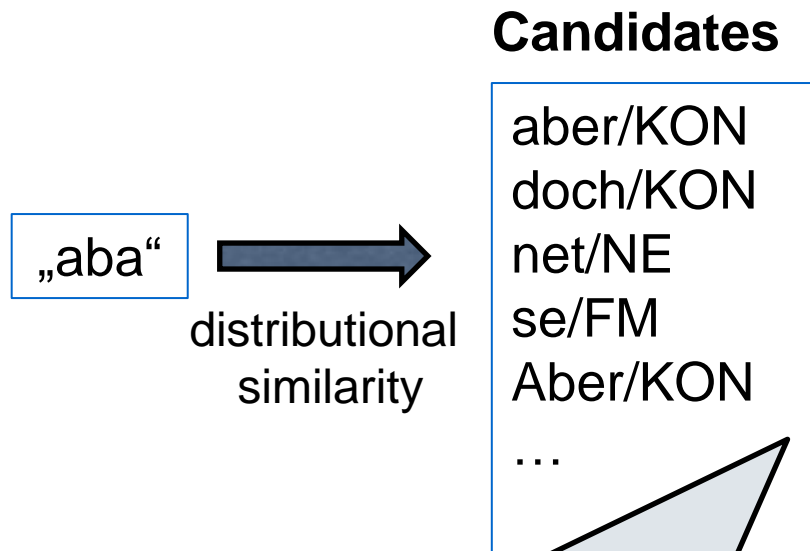 Candidates
„aba“
distributional
similarity
aber/KON
doch/KON
net/NE
se/FM
Aber/KON
…